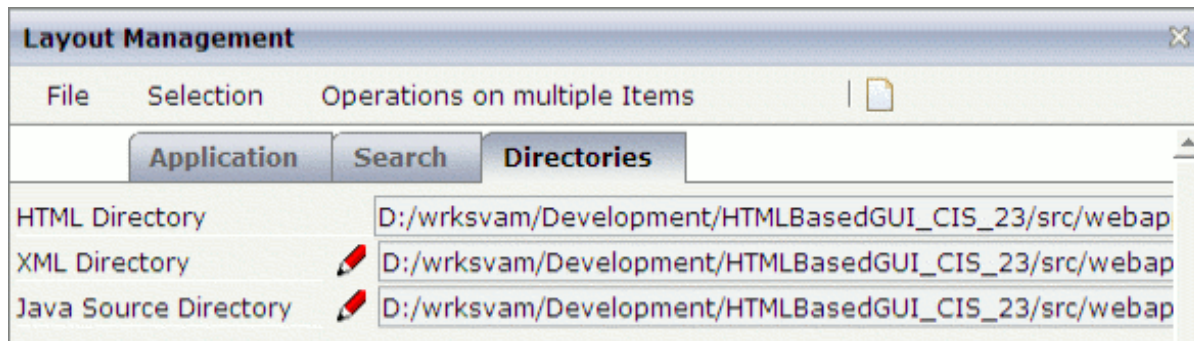 Layout Management
File Selection Operations on multiple Items
Application Search Directories
HTML Directory D:/wrksvam/Development/HTMLBasedGUI_CIS_23/src/webap
XML Directory D:/wrksvam/Development/HTMLBasedGUI_CIS_23/src/webap
Java Source Directory D:/wrksvam/Development/HTMLBasedGUI_CIS_23/src/webap